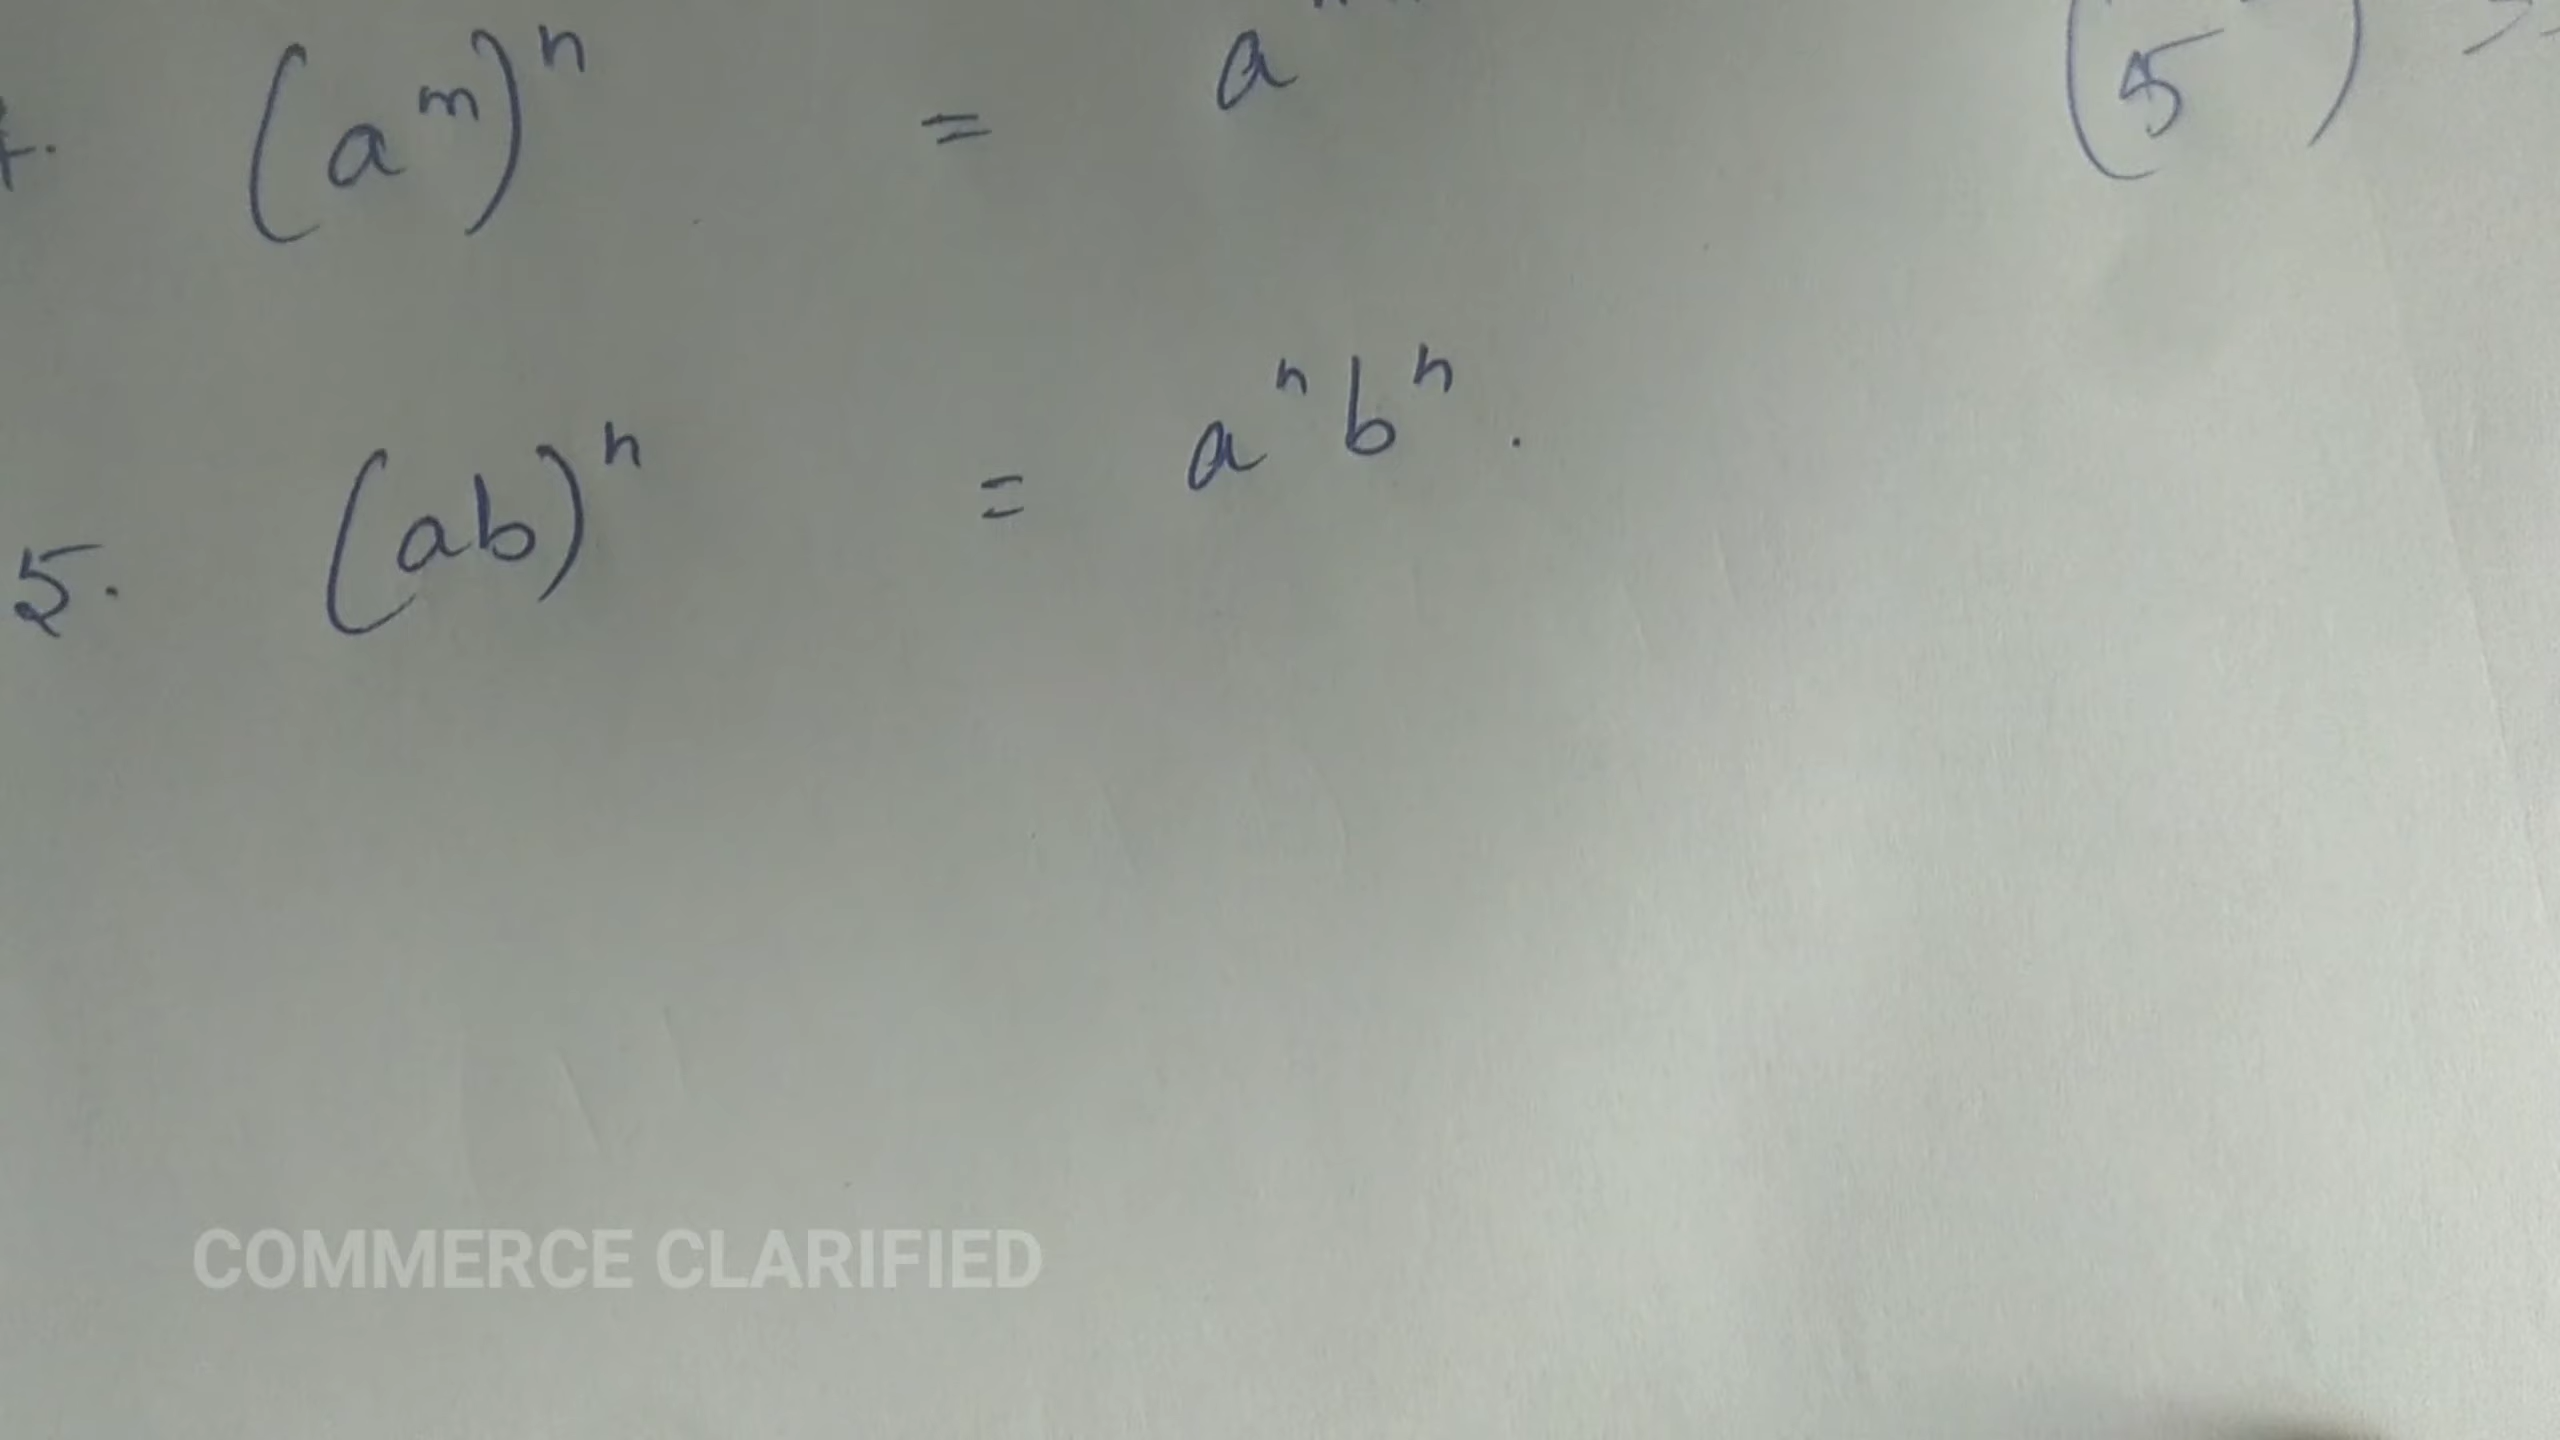 (a^m)^n = a
(5
5. (ab)^n = a^n b^n.
COMMERCE CLARIFIED